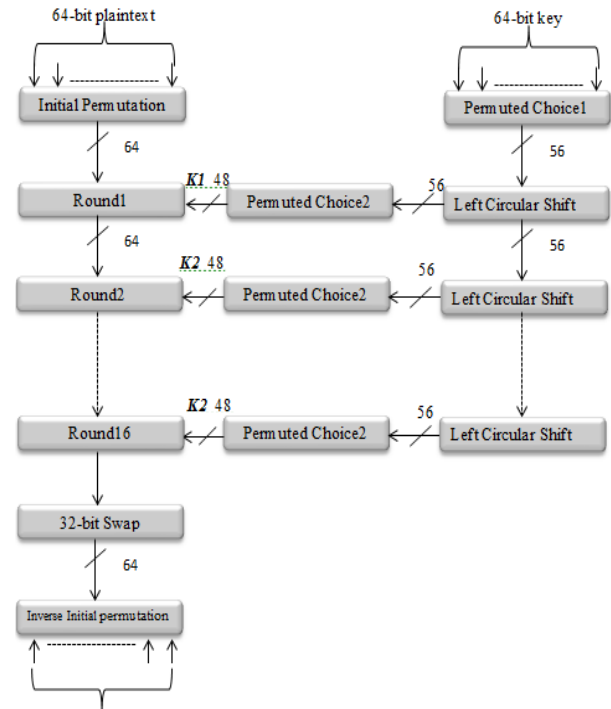 64-bit plaintext
64-bit key
Initial Permutation
Permuted Choice1
64
56
K1 48
56
Round1
Permuted Choice2
Left Circular Shift
64
56
K2 48
56
Round2
Permuted Choice2
Left Circular Shift
K2 48
56
Round16
Permuted Choice2
Left Circular Shift
32-bit Swap
64
Inverse Initial permutation